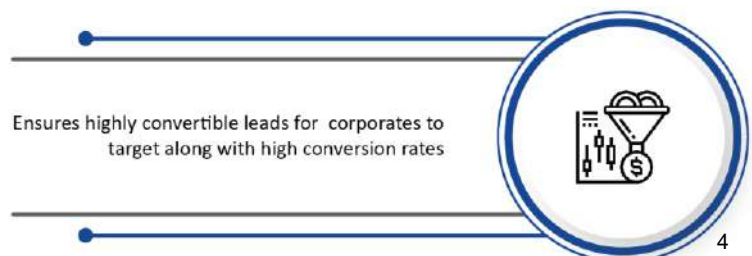 Ensures highly convertible leads for corporates to
target along with high conversion rates
$
4